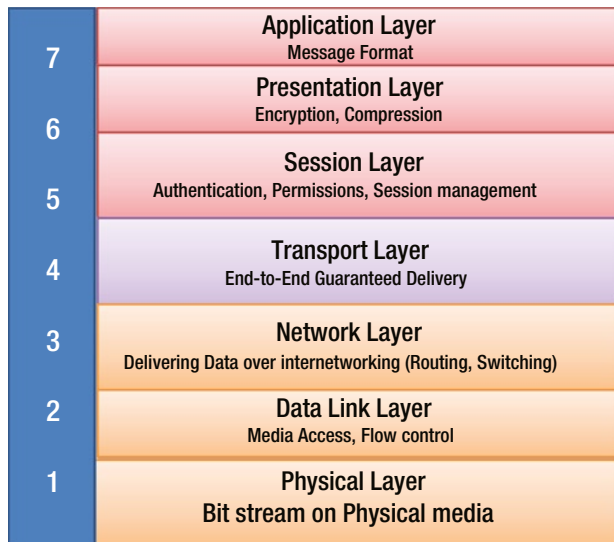 7
Application Layer
Message Format
6
Presentation Layer
Encryption, Compression
5
Session Layer
Authentication, Permissions, Session management
4
Transport Layer
End-to-End Guaranteed Delivery
3
Network Layer
Delivering Data over internetworking (Routing, Switching)
2
Data Link Layer
Media Access, Flow control
1
Physical Layer
Bit stream on Physical media